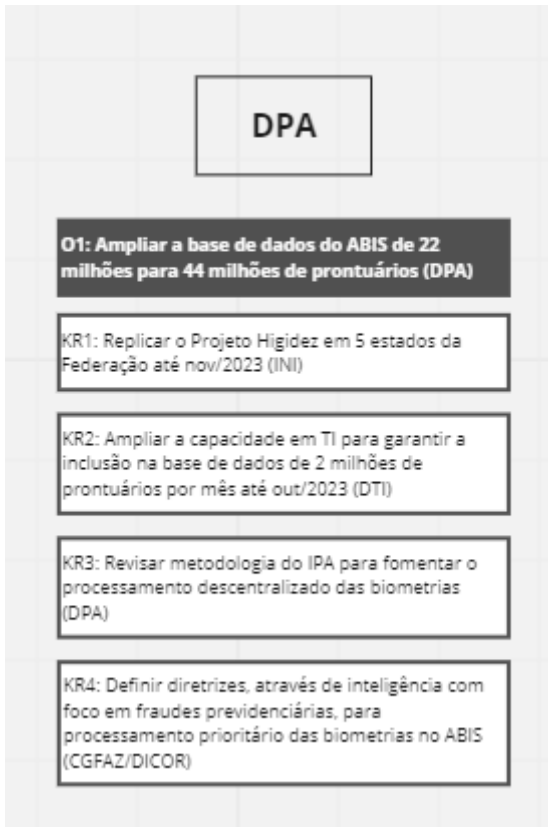 DPA
O1: Ampliar a base de dados do ABIS de 22
milhões para 44 milhões de prontuários (DPA)
KR1: Replicar o Projeto Higidez em 5 estados da
Federação até nov/2023 (INI)
KR2: Ampliar a capacidade em TI para garantir a
inclusão na base de dados de 2 milhões de
prontuários por mês até out/2023 (DTI)
KR3: Revisar metodologia do IPA para fomentar o
processamento descentralizado das biometrias
(DPA)
KR4: Definir diretrizes, através de inteligência com
foco em fraudes previdenciárias, para
processamento prioritário das biometrias no ABIS
(CGFAZ/DICOR)